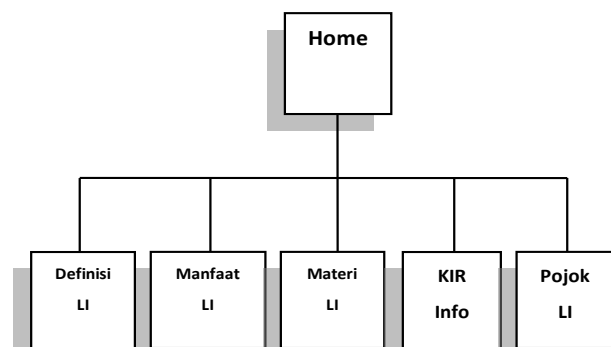 Home
Definisi
LI
Manfaat
LI
Materi
LI
KIR
Info
Pojok
LI